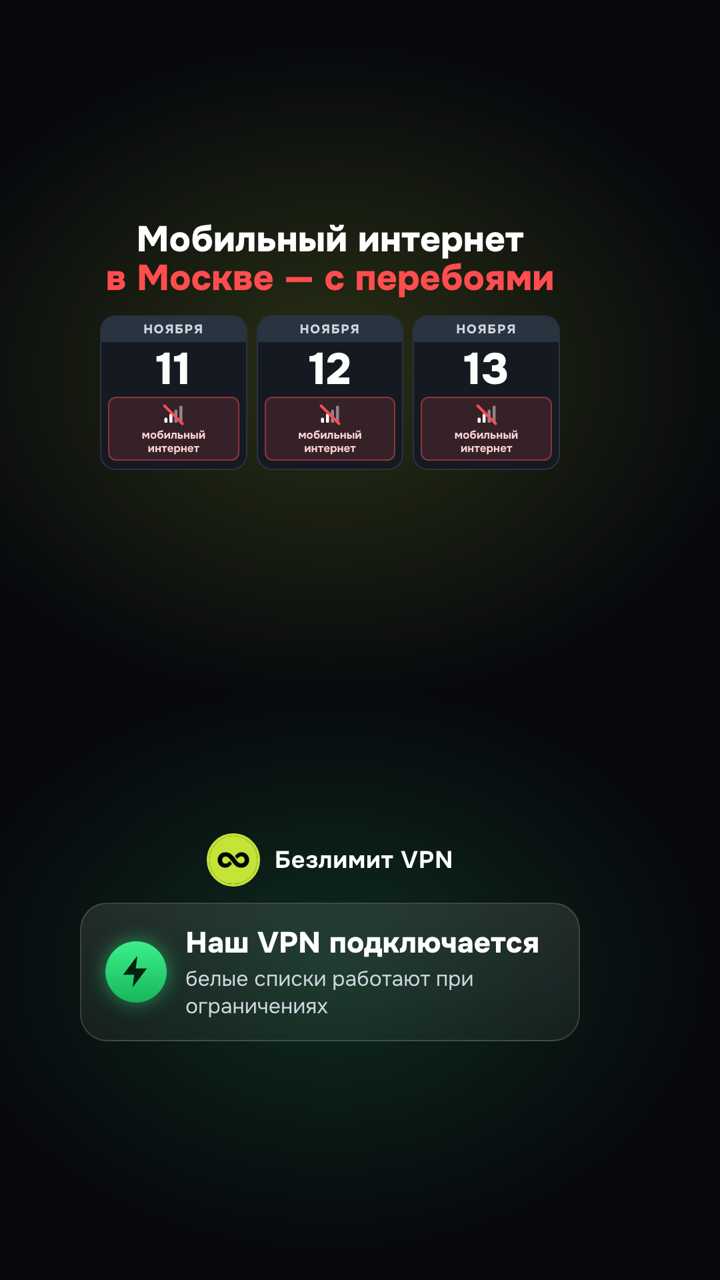 Мобильный интернет
в Москве — с перебоями
НОЯБРЯ
11
мобильный
интернет
НОЯБРЯ
12
мобильный
интернет
НОЯБРЯ
13
мобильный
интернет
Безлимит VPN
Наш VPN подключается
белые списки работают при
ограничениях